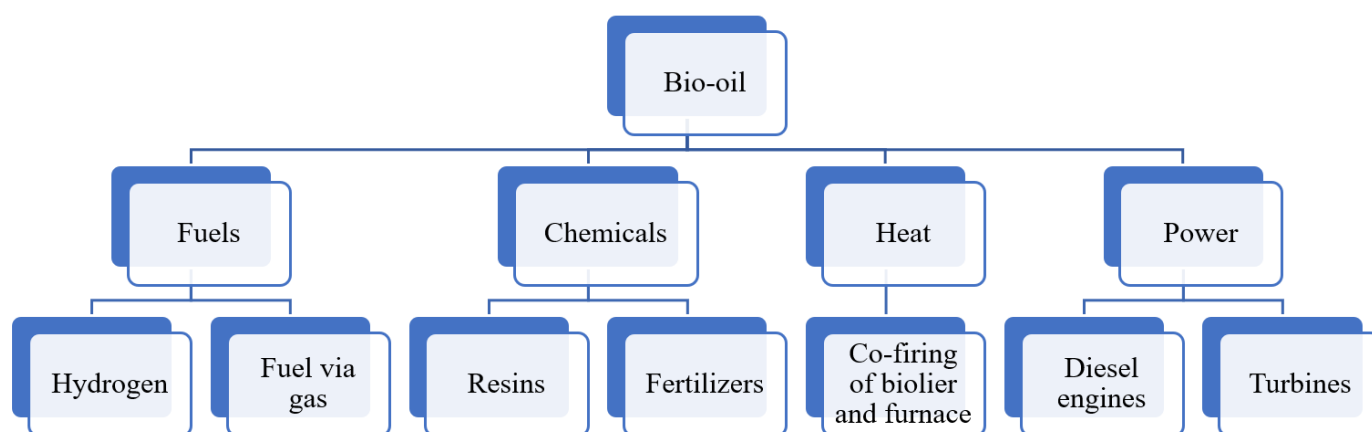 Bio-oil
Fuels
Chemicals
Heat
Power
Hydrogen
Fuel via
gas
Resins
Fertilizers
Co-firing
of biolier
and furnace
Diesel
engines
Turbines